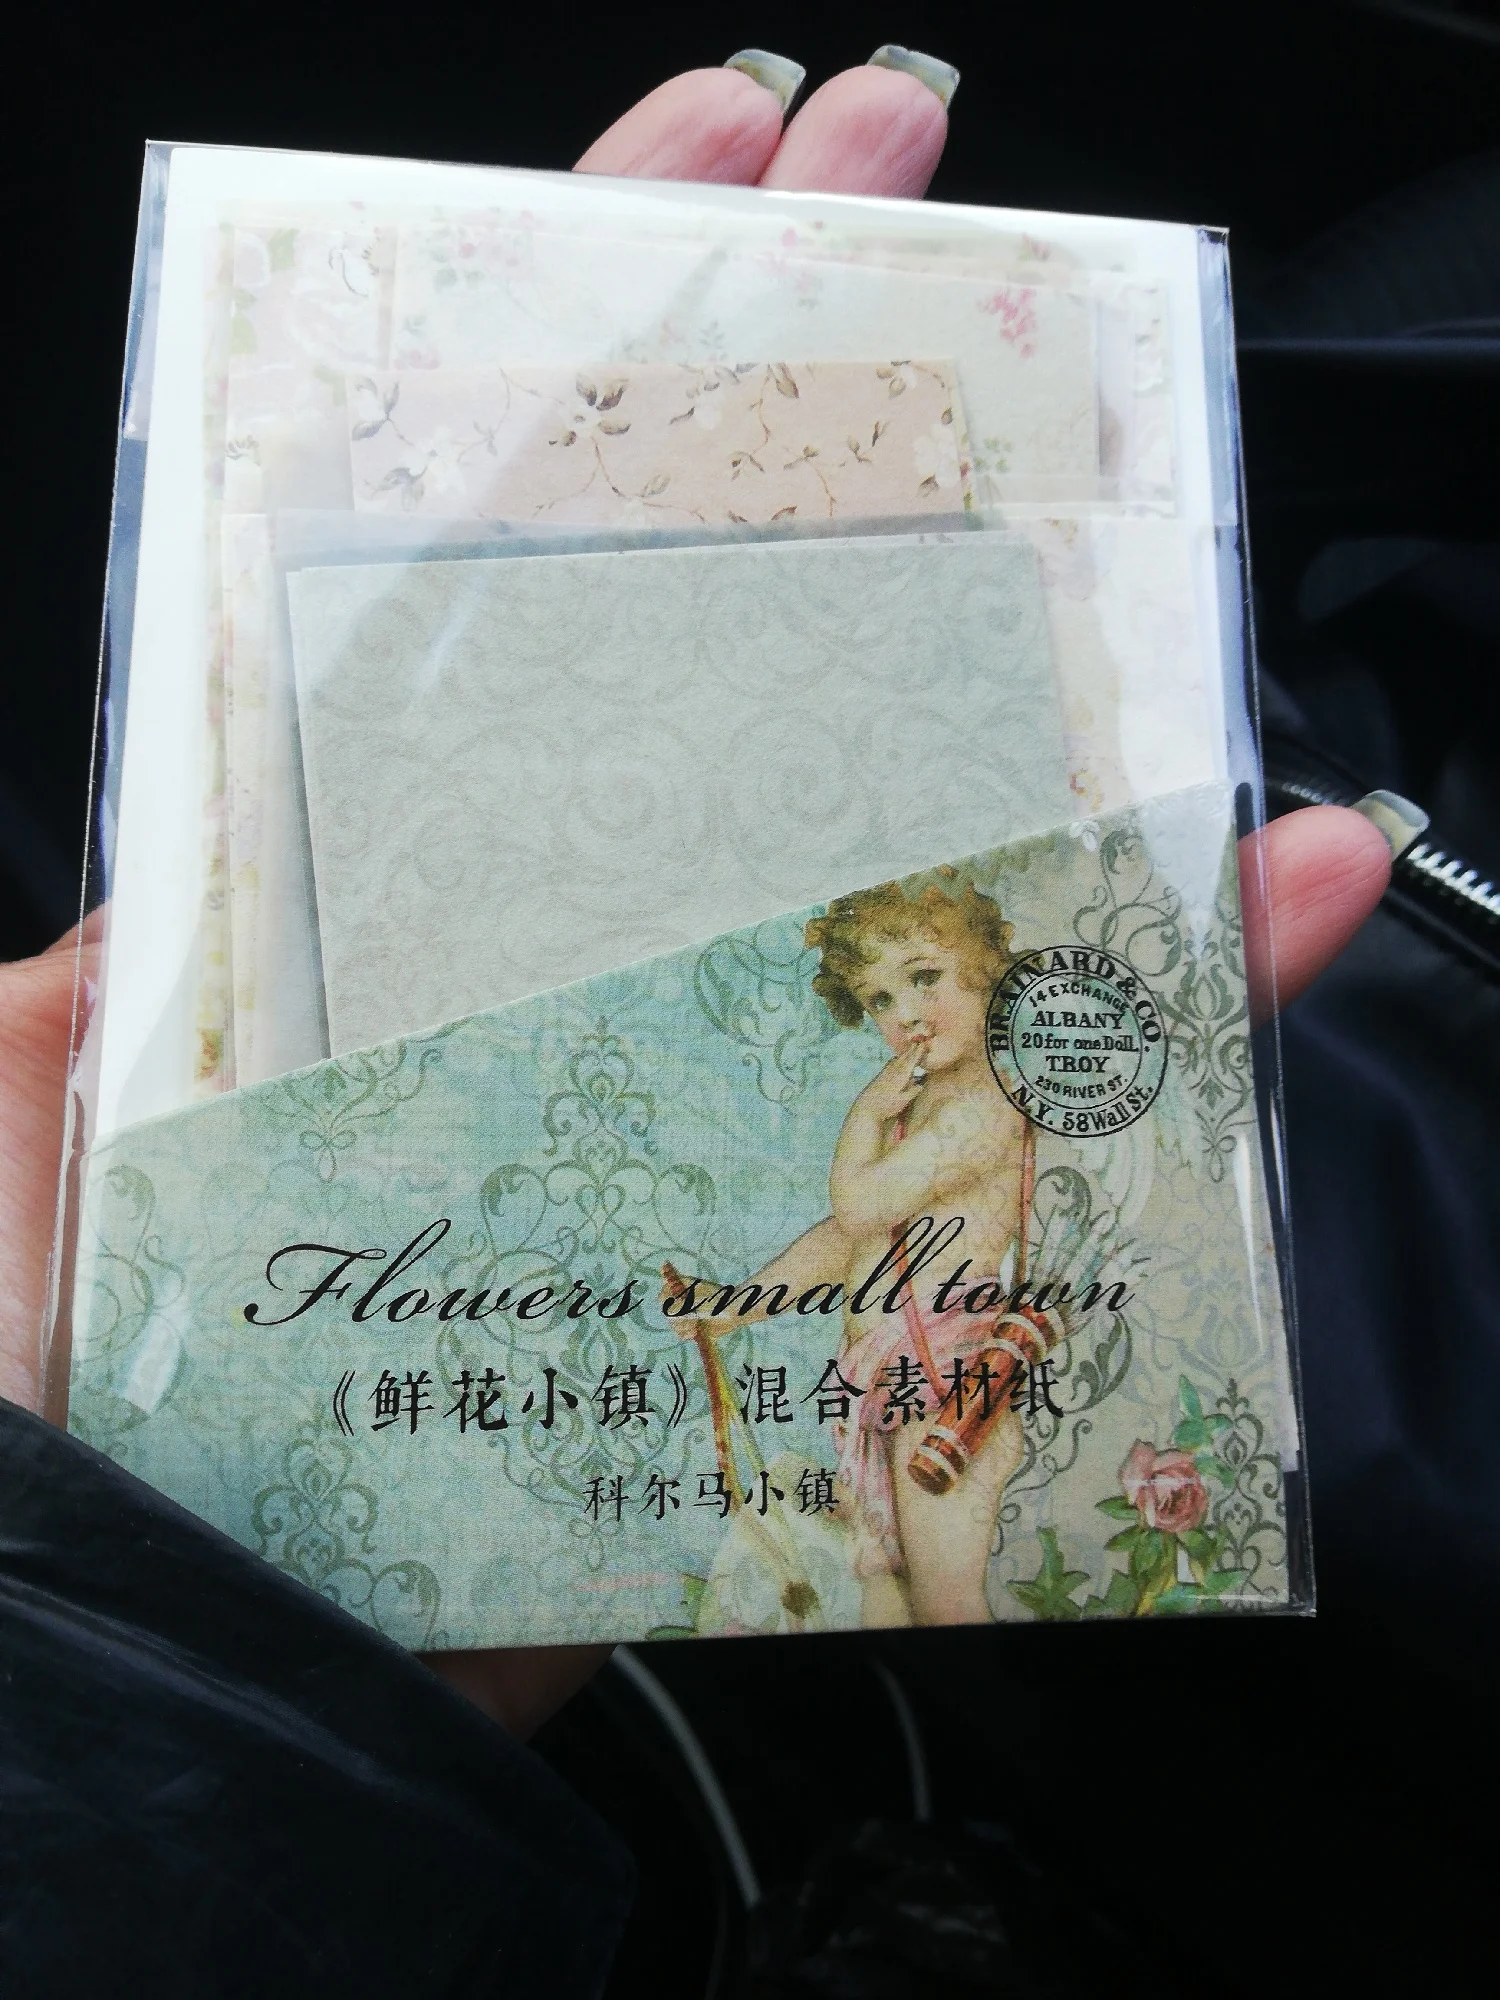 BRAINARD & CO.
14 EXCHANGE
ALBANY
20 for one Doll.
TROY
230 RIVER ST.
N.Y. 58 Wall St.
Flowers small town
《鲜花小镇》混合素材纸
科尔马小镇